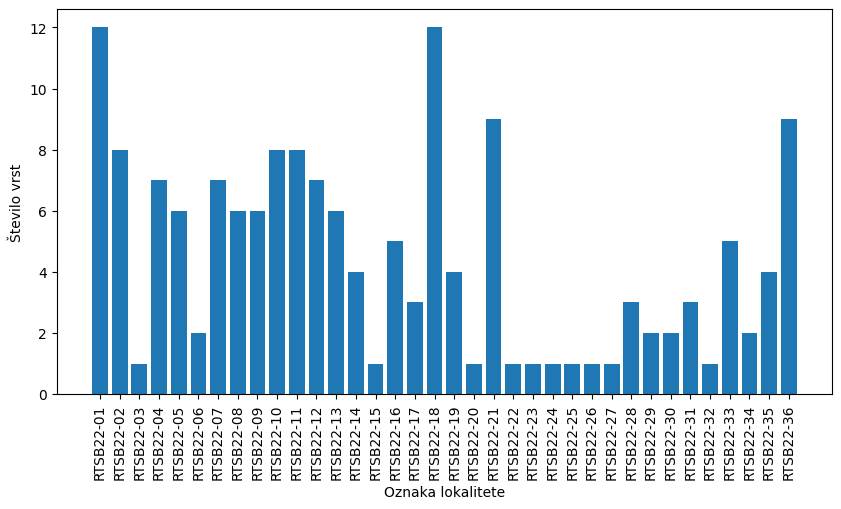 Število vrst
12
10
8
6
4
2
0
RTSB22-01
RTSB22-02
RTSB22-03
RTSB22-04
RTSB22-05
RTSB22-06
RTSB22-07
RTSB22-08
RTSB22-09
RTSB22-10
RTSB22-11
RTSB22-12
RTSB22-13
RTSB22-14
RTSB22-15
RTSB22-16
RTSB22-17
RTSB22-18
RTSB22-19
RTSB22-20
RTSB22-21
RTSB22-22
RTSB22-23
RTSB22-24
RTSB22-25
RTSB22-26
RTSB22-27
RTSB22-28
RTSB22-29
RTSB22-30
RTSB22-31
RTSB22-32
RTSB22-33
RTSB22-34
RTSB22-35
RTSB22-36
Oznaka lokalitete